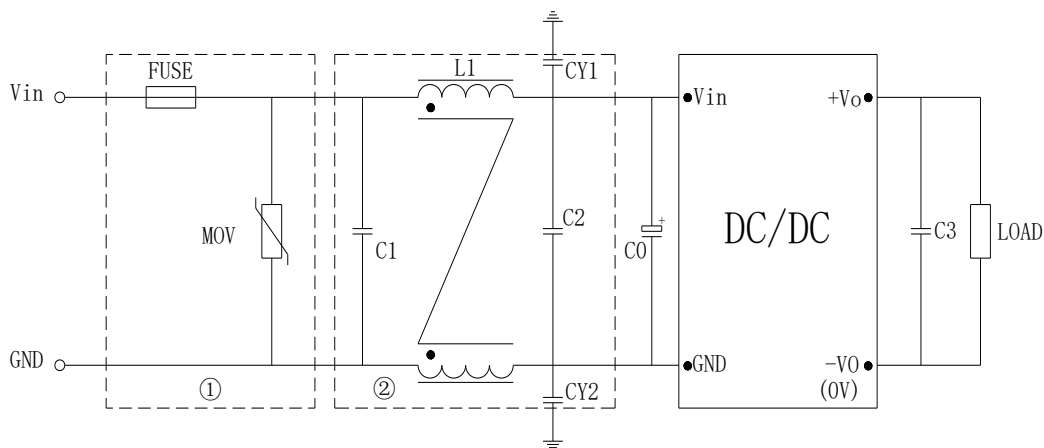 CY1
L1
FUSE
Vin
Vin
+Vo
MOV
C1
C2
C0
+
DC/DC
C3
LOAD
GND
GND
-VO
(0V)
①
②
CY2